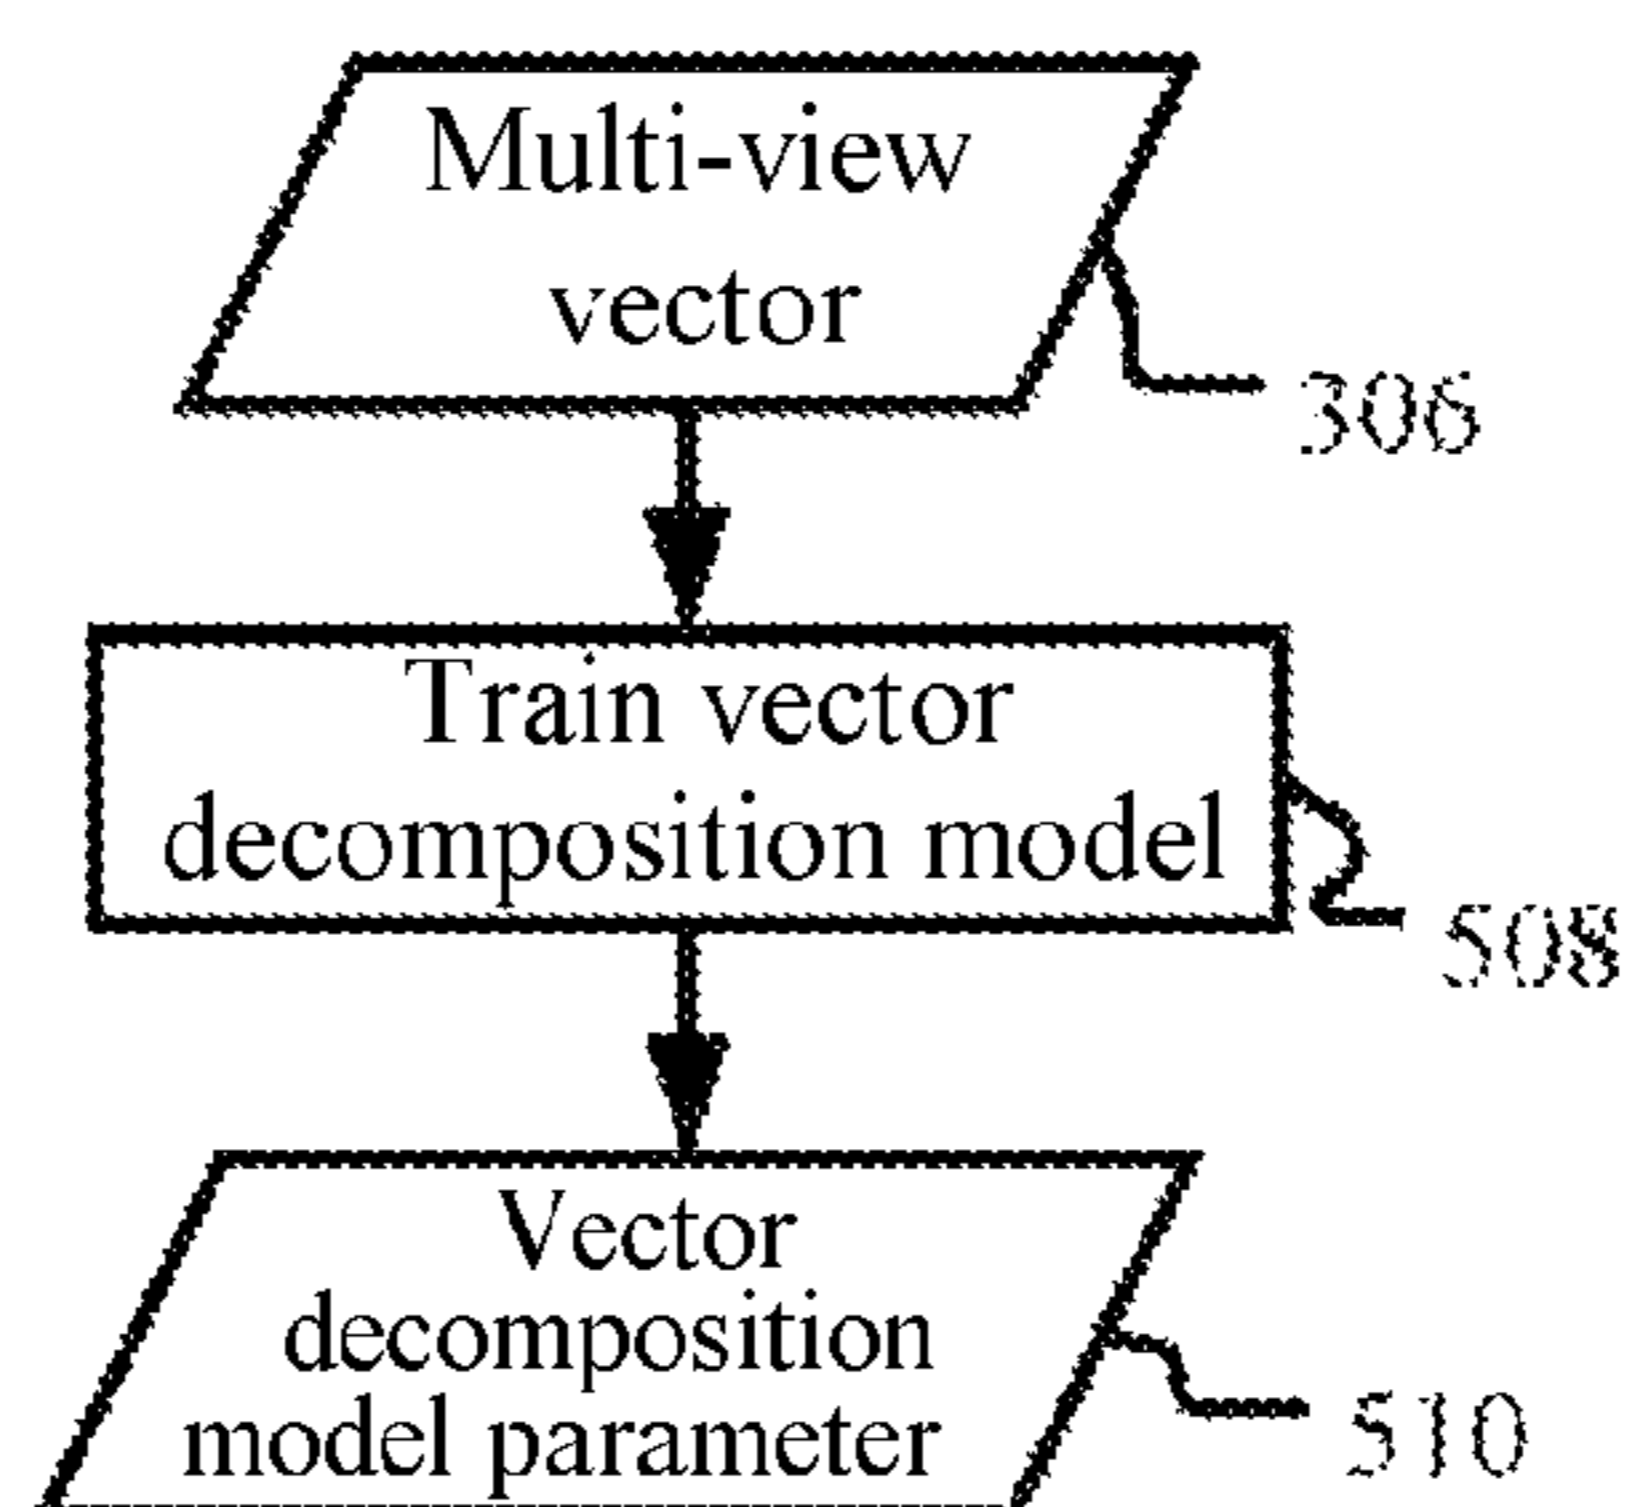 Multi-view
vector
306
Train vector
decomposition model
508
Vector
decomposition
model parameter
510